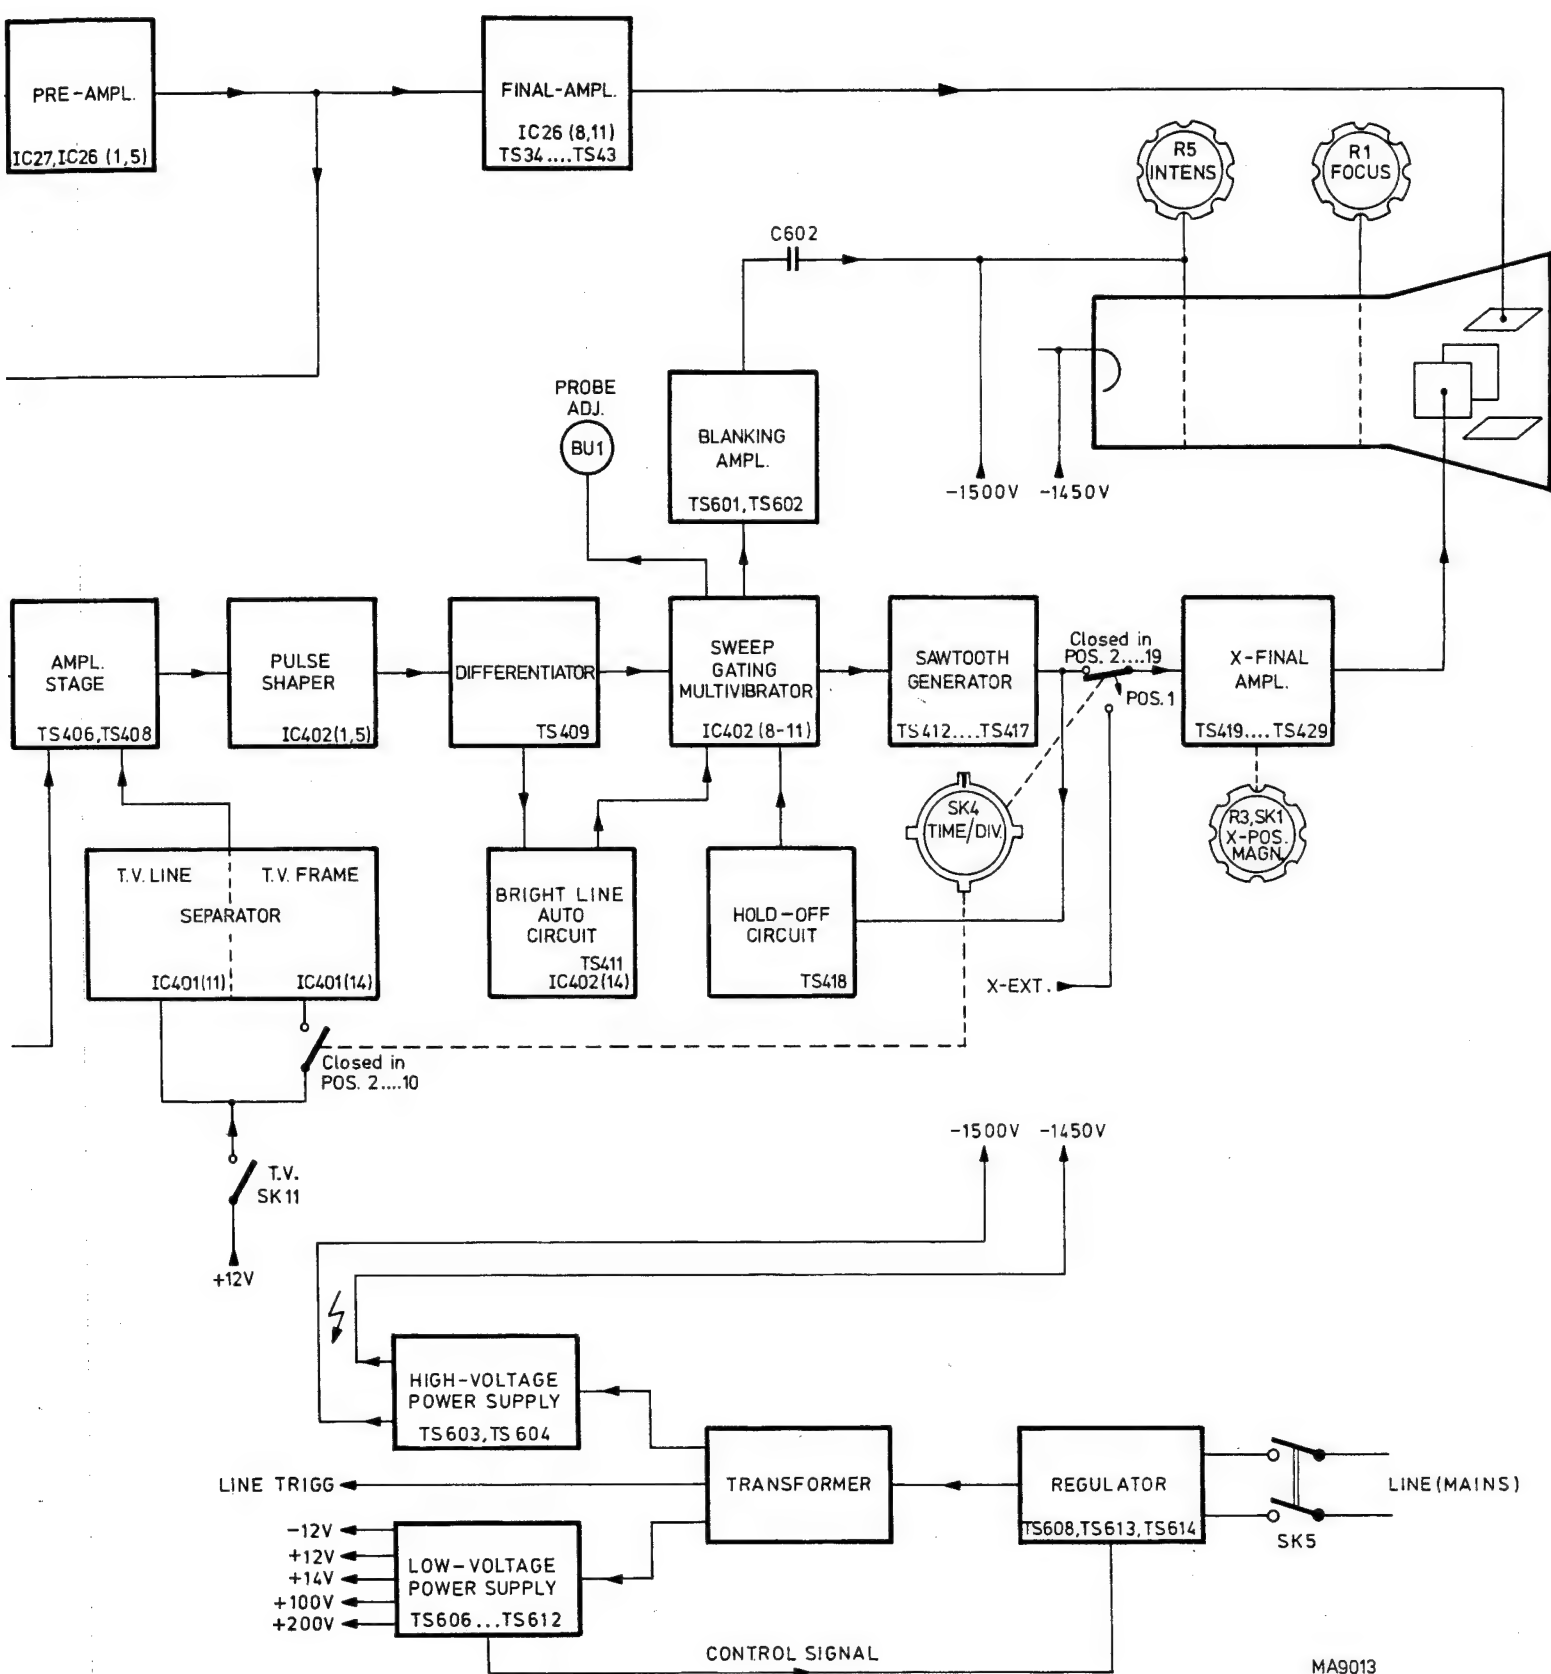 PRE-AMPL.
IC27,IC26 (1,5)
FINAL-AMPL.
IC26 (8,11)
TS34....TS43
R5
INTENS
R1
FOCUS
C602
PROBE
ADJ.
BU1
BLANKING
AMPL.
TS601,TS602
-1500V
-1450V
AMPL.
STAGE
TS406,TS408
PULSE
SHAPER
IC402(1,5)
DIFFERENTIATOR
TS409
SWEEP
GATING
MULTIVIBRATOR
IC402 (8-11)
SAWTOOTH
GENERATOR
TS412....TS417
Closed in
POS. 2....19
POS.1
X-FINAL
AMPL.
TS419....TS429
SK4
TIME/DIV.
R3,SK1
X-POS.
MAGN.
T.V. LINE
T.V. FRAME
SEPARATOR
IC401(11)
IC401(14)
BRIGHT LINE
AUTO
CIRCUIT
TS411
IC402(14)
HOLD-OFF
CIRCUIT
TS418
X-EXT.
Closed in
POS. 2....10
T.V.
SK11
+12V
-1500V
-1450V
HIGH-VOLTAGE
POWER SUPPLY
TS603,TS604
LINE TRIGG
TRANSFORMER
REGULATOR
TS608,TS613,TS614
LINE(MAINS)
SK5
-12V
+12V
+14V
+100V
+200V
LOW-VOLTAGE
POWER SUPPLY
TS606...TS612
CONTROL SIGNAL
MA9013